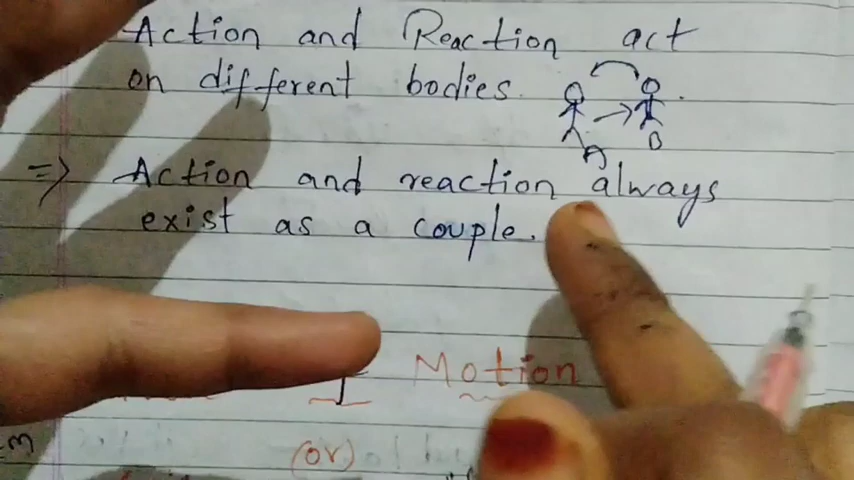 Action and Reaction act
on different bodies.
A B
=> Action and reaction always
exist as a couple.
I Motion
(or)